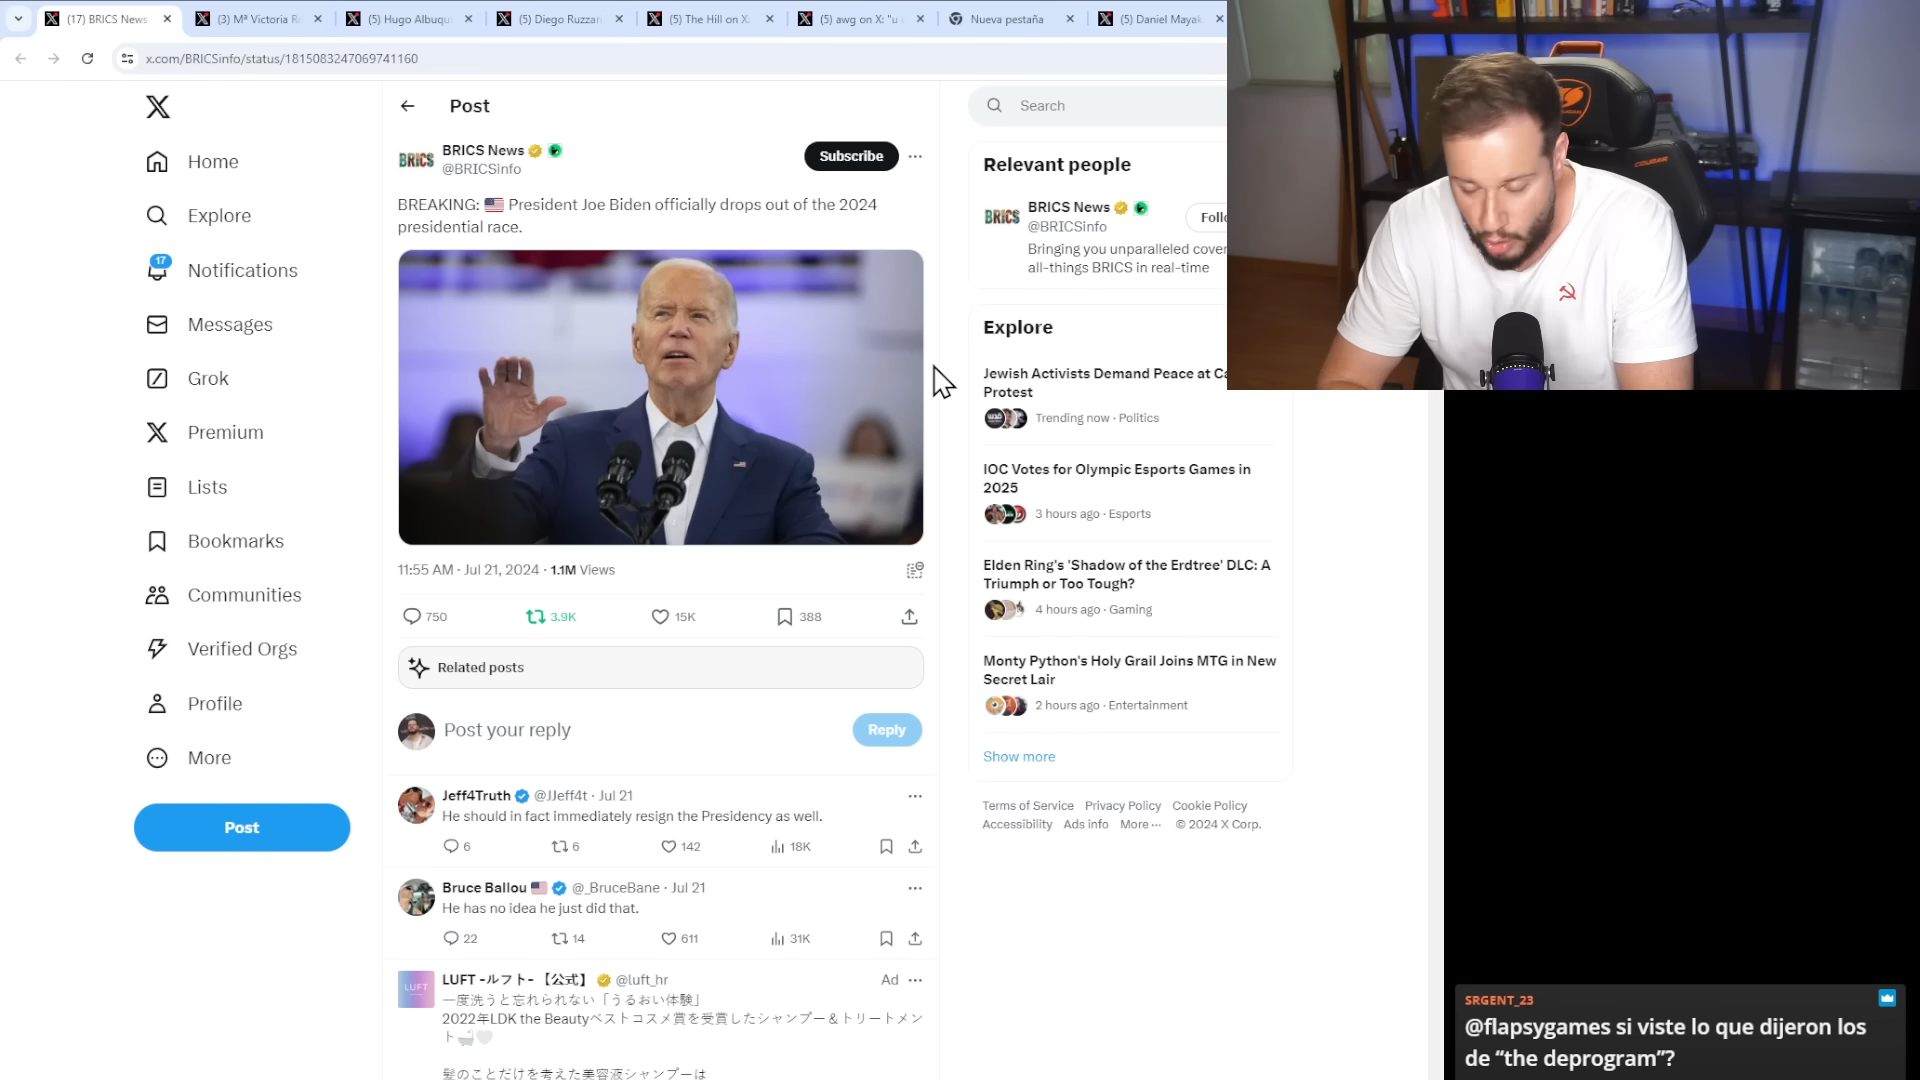 (17) BRICS News
(3) Mª Victoria R
(5) Hugo Albuqu
(5) Diego Ruzzar
(5) The Hill on X:
(5) awg on X: "u
Nueva pestaña
(5) Daniel Mayak
x.com/BRICSinfo/status/1815083247069741160
Post
Search
BRICS
BRICS News
@BRICSinfo
Subscribe
BREAKING: 🇺🇸 President Joe Biden officially drops out of the 2024
presidential race.
11:55 AM · Jul 21, 2024 · 1.1M Views
750
3.9K
15K
388
Related posts
Post your reply
Reply
Jeff4Truth @JJeff4t · Jul 21
He should in fact immediately resign the Presidency as well.
6
6
142
18K
Bruce Ballou 🇺🇸 @_BruceBane · Jul 21
He has no idea he just did that.
22
14
611
31K
LUFT
LUFT -ルフト- 【公式】 @luft_hr
Ad
一度洗うと忘れられない「うるおい体験」
2022年LDK the Beautyベストコスメ賞を受賞したシャンプー＆トリートメン
ト🛁🤍
髪のことだけを考えた美容液シャンプーは
Home
Explore
17
Notifications
Messages
Grok
Premium
Lists
Bookmarks
Communities
Verified Orgs
Profile
More
Post
Relevant people
BRICS
BRICS News
@BRICSinfo
Follo
Bringing you unparalleled cover
all-things BRICS in real-time
Explore
Jewish Activists Demand Peace at Ca
Protest
Trending now · Politics
IOC Votes for Olympic Esports Games in
2025
3 hours ago · Esports
Elden Ring's 'Shadow of the Erdtree' DLC: A
Triumph or Too Tough?
4 hours ago · Gaming
Monty Python's Holy Grail Joins MTG in New
Secret Lair
2 hours ago · Entertainment
Show more
Terms of Service Privacy Policy Cookie Policy
Accessibility Ads info More ··· © 2024 X Corp.
COUGAR
SRGENT_23
@flapsygames si viste lo que dijeron los
de “the deprogram”?